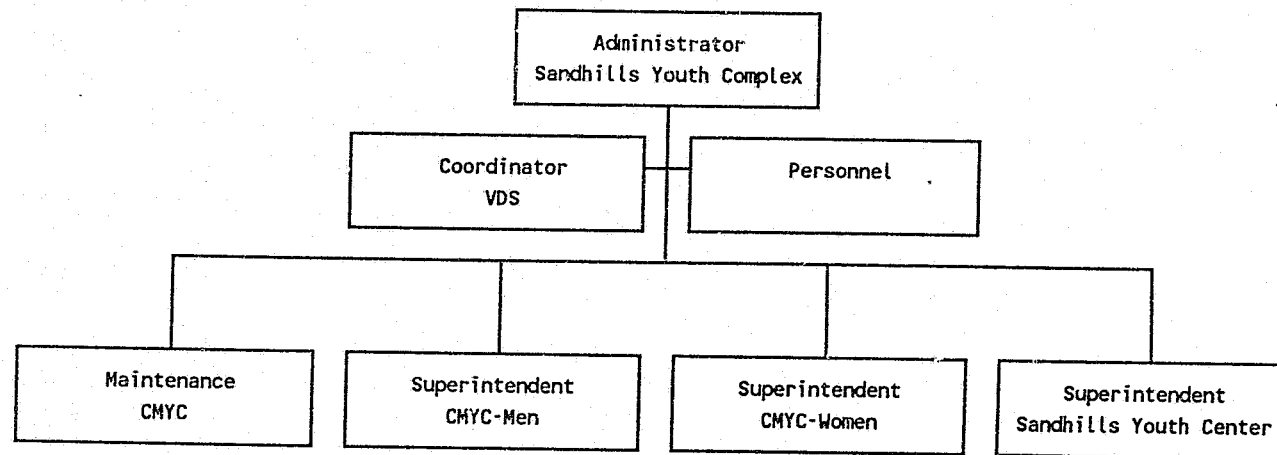 Administrator
Sandhills Youth Complex
Coordinator
VDS
Personnel
Maintenance
CMYC
Superintendent
CMYC-Men
Superintendent
CMYC-Women
Superintendent
Sandhills Youth Center